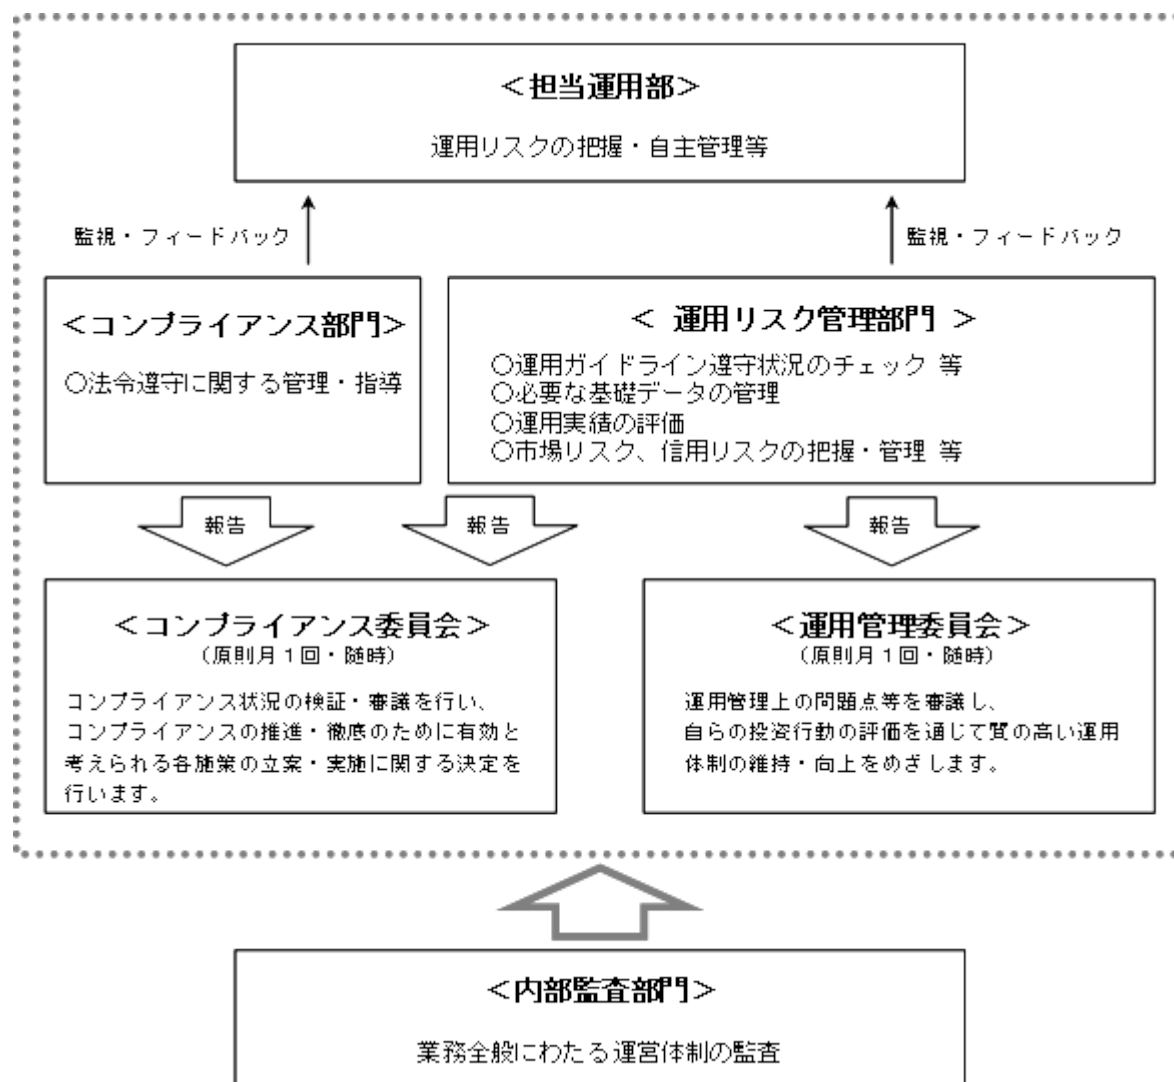 ＜担当運用部＞
運用リスクの把握・自主管理等
監視・フィードバック
監視・フィードバック
＜コンプライアンス部門＞
○法令遵守に関する管理・指導
＜ 運用リスク管理部門 ＞
○運用ガイドライン遵守状況のチェック 等
○必要な基礎データの管理
○運用実績の評価
○市場リスク、信用リスクの把握・管理 等
報告
報告
報告
＜コンプライアンス委員会＞
（原則月１回・随時）
コンプライアンス状況の検証・審議を行い、
コンプライアンスの推進・徹底のために有効と
考えられる各施策の立案・実施に関する決定を
行います。
＜運用管理委員会＞
（原則月１回・随時）
運用管理上の問題点等を審議し、
自らの投資行動の評価を通じて質の高い運用
体制の維持・向上をめざします。
＜内部監査部門＞
業務全般にわたる運営体制の監査